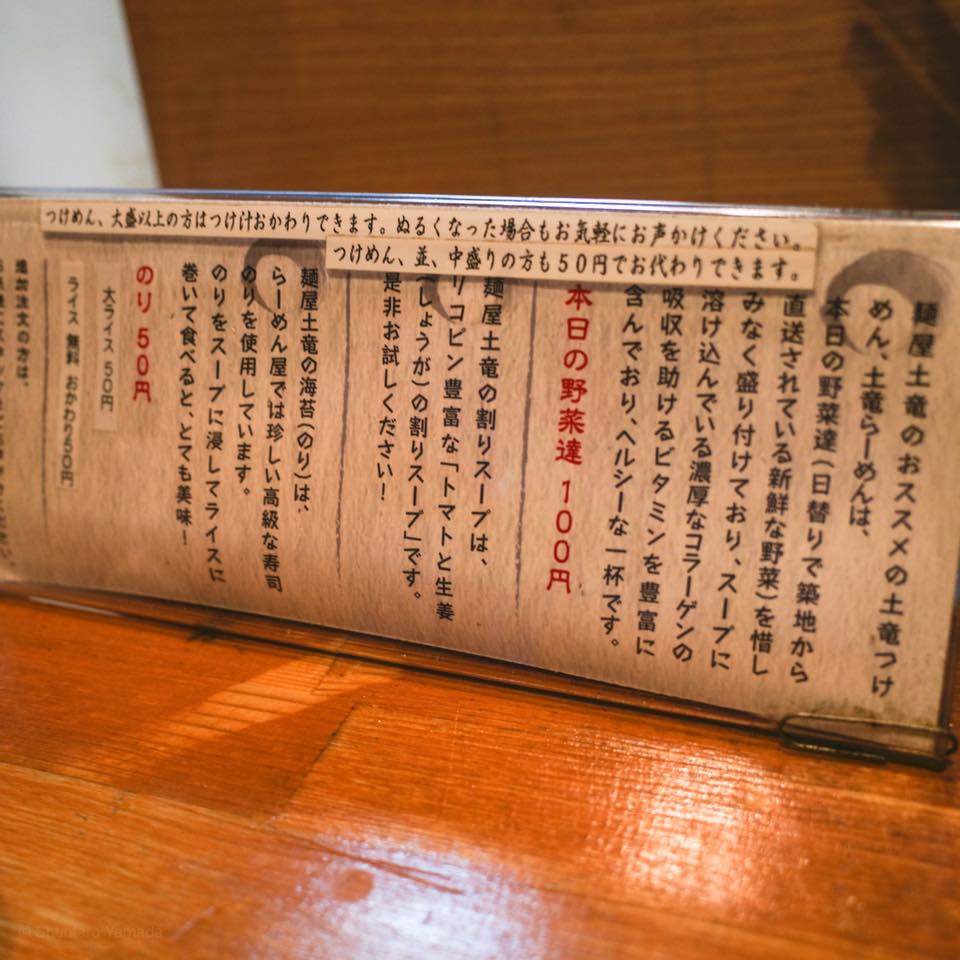 つけめん、大盛以上の方はつけ汁おかわりできます。ぬるくなった場合もお気軽にお声かけください。
つけめん、並、中盛りの方も50円でお代わりできます。
麺屋土竜のおススメの土竜つけ
めん、土竜らーめんは、
本日の野菜達(日替りで築地から
直送されている新鮮な野菜)を惜し
みなく盛り付けており、スープに
溶け込んでいる濃厚なコラーゲンの
吸収を助けるビタミンを豊富に
含んでおり、ヘルシーな一杯です。
本日の野菜達 100円
麺屋土竜の割りスープは、
リコピン豊富な「トマトと生姜
(しょうが)の割りスープ」です。
是非お試しください!
麺屋土竜の海苔(のり)は、
らーめん屋では珍しい高級な寿司
のりを使用しています。
のりをスープに浸してライスに
巻いて食べると、とても美味!
のり 50円
大ライス 50円
ライス 無料 おかわり50円
追加注文の方は、
© Shuntaro Yamada